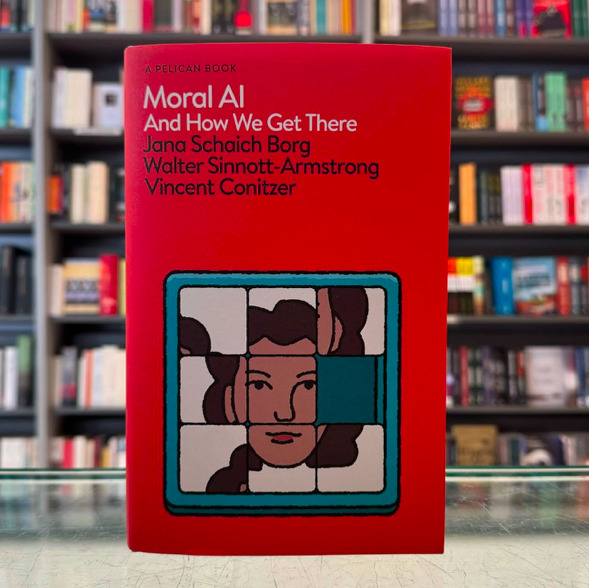 A PELICAN BOOK
Moral AI
And How We Get There
Jana Schaich Borg
Walter Sinnott-Armstrong
Vincent Conitzer